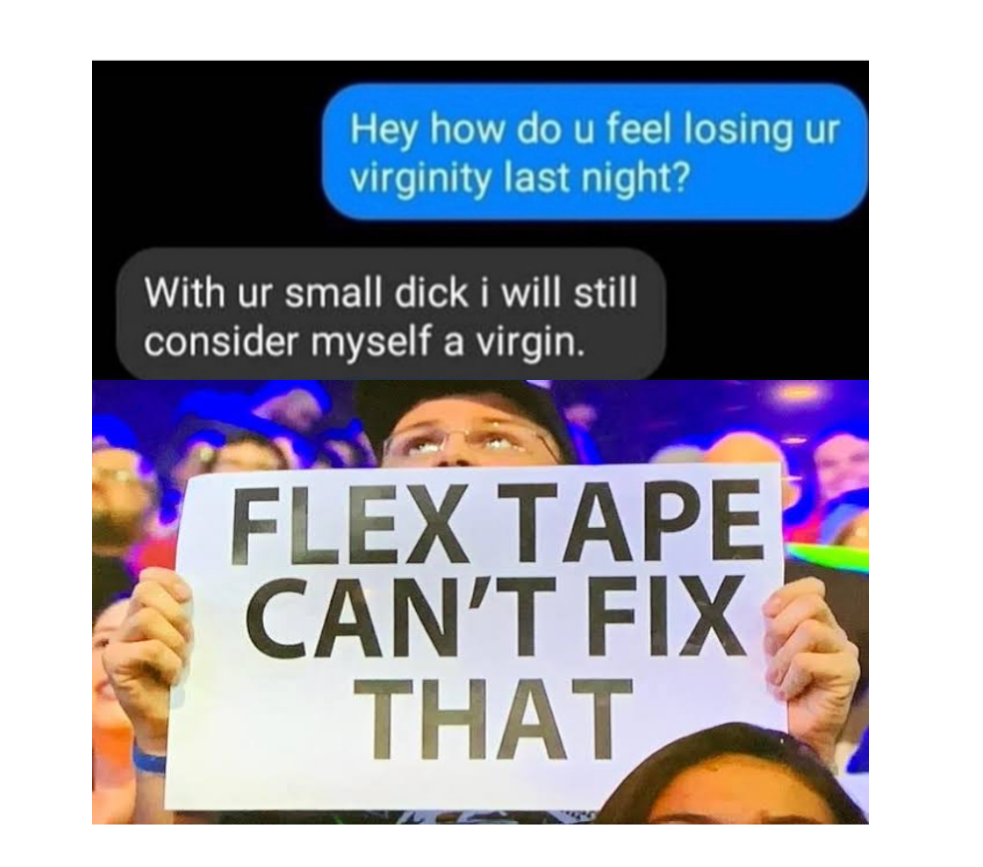 Hey how do u feel losing ur
virginity last night?
With ur small dick i will still
consider myself a virgin.
FLEX TAPE
CAN'T FIX
THAT